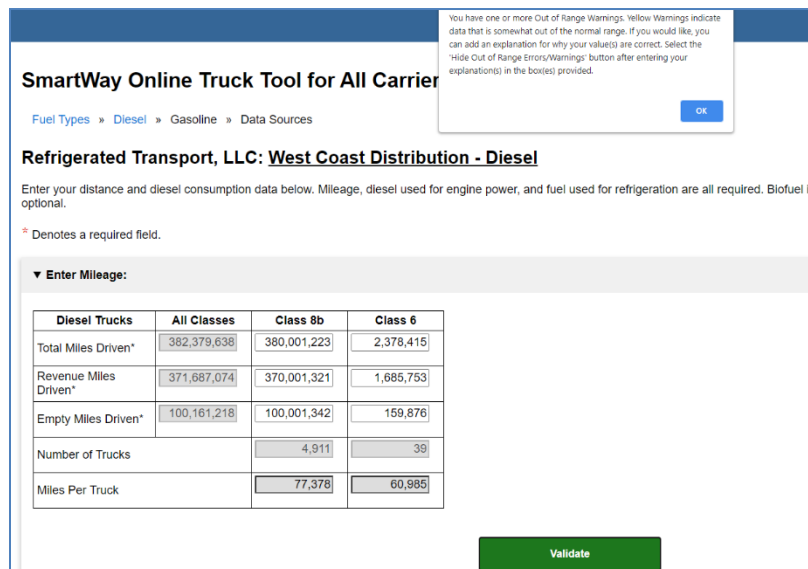 You have one or more Out of Range Warnings. Yellow Warnings indicate
data that is somewhat out of the normal range. If you would like, you
can add an explanation for why your value(s) are correct. Select the
'Hide Out of Range Errors/Warnings' button after entering your
explanation(s) in the box(es) provided.
OK
SmartWay Online Truck Tool for All Carrier
Fuel Types » Diesel » Gasoline » Data Sources
Refrigerated Transport, LLC: West Coast Distribution - Diesel
Enter your distance and diesel consumption data below. Mileage, diesel used for engine power, and fuel used for refrigeration are all required. Biofuel i
optional.
* Denotes a required field.
▼ Enter Mileage:
Diesel Trucks All Classes Class 8b Class 6
Total Miles Driven* 382,379,638 380,001,223 2,378,415
Revenue Miles
Driven* 371,687,074 370,001,321 1,685,753
Empty Miles Driven* 100,161,218 100,001,342 159,876
Number of Trucks 4,911 39
Miles Per Truck 77,378 60,985
Validate